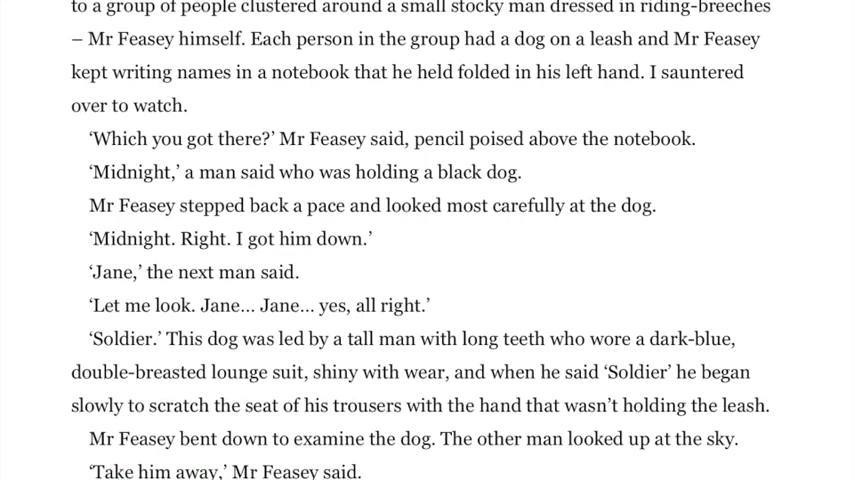 to a group of people clustered around a small stocky man dressed in riding-breeches
– Mr Feasey himself. Each person in the group had a dog on a leash and Mr Feasey
kept writing names in a notebook that he held folded in his left hand. I sauntered
over to watch.
‘Which you got there?’ Mr Feasey said, pencil poised above the notebook.
‘Midnight,’ a man said who was holding a black dog.
Mr Feasey stepped back a pace and looked most carefully at the dog.
‘Midnight. Right. I got him down.’
‘Jane,’ the next man said.
‘Let me look. Jane… Jane… yes, all right.’
‘Soldier.’ This dog was led by a tall man with long teeth who wore a dark-blue,
double-breasted lounge suit, shiny with wear, and when he said ‘Soldier’ he began
slowly to scratch the seat of his trousers with the hand that wasn’t holding the leash.
Mr Feasey bent down to examine the dog. The other man looked up at the sky.
‘Take him away,’ Mr Feasey said.